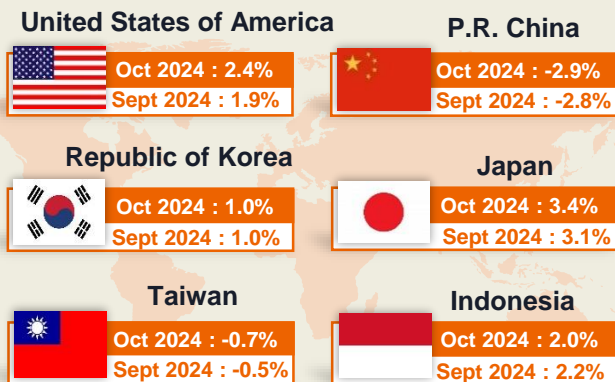 United States of America
Oct 2024 : 2.4%
Sept 2024 : 1.9%
P.R. China
Oct 2024 : -2.9%
Sept 2024 : -2.8%
Republic of Korea
Oct 2024 : 1.0%
Sept 2024 : 1.0%
Japan
Oct 2024 : 3.4%
Sept 2024 : 3.1%
Taiwan
Oct 2024 : -0.7%
Sept 2024 : -0.5%
Indonesia
Oct 2024 : 2.0%
Sept 2024 : 2.2%